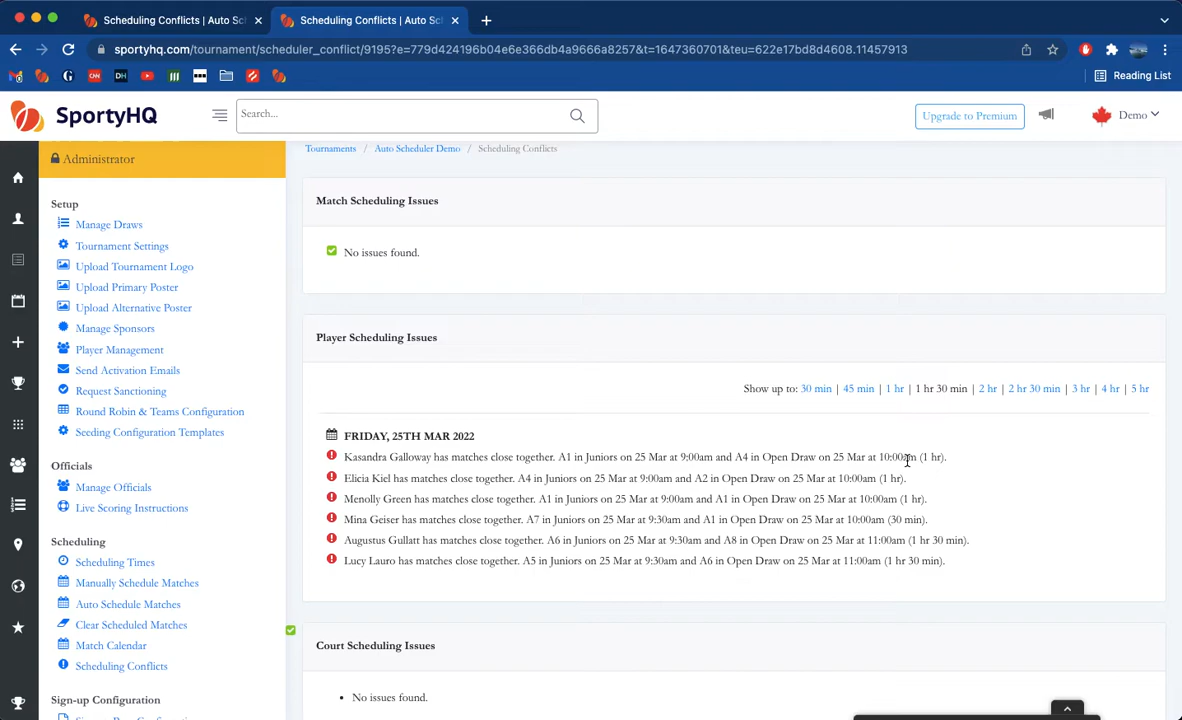 Scheduling Conflicts | Auto Sc
Scheduling Conflicts | Auto Sc
sportyhq.com/tournament/scheduler_conflict/9195?e=779d424196b04e6e366db4a9666a8257&t=1647360701&teu=622e17bd8d4608.11457913
Reading List
SportyHQ
Search...
Upgrade to Premium
Demo
Administrator
Setup
Manage Draws
Tournament Settings
Upload Tournament Logo
Upload Primary Poster
Upload Alternative Poster
Manage Sponsors
Player Management
Send Activation Emails
Request Sanctioning
Round Robin & Teams Configuration
Seeding Configuration Templates
Officials
Manage Officials
Live Scoring Instructions
Scheduling
Scheduling Times
Manually Schedule Matches
Auto Schedule Matches
Clear Scheduled Matches
Match Calendar
Scheduling Conflicts
Sign-up Configuration
Tournaments / Auto Scheduler Demo / Scheduling Conflicts
Match Scheduling Issues
No issues found.
Player Scheduling Issues
Show up to: 30 min | 45 min | 1 hr | 1 hr 30 min | 2 hr | 2 hr 30 min | 3 hr | 4 hr | 5 hr
FRIDAY, 25TH MAR 2022
Kasandra Galloway has matches close together. A1 in Juniors on 25 Mar at 9:00am and A4 in Open Draw on 25 Mar at 10:00am (1 hr).
Elicia Kiel has matches close together. A4 in Juniors on 25 Mar at 9:00am and A2 in Open Draw on 25 Mar at 10:00am (1 hr).
Menolly Green has matches close together. A1 in Juniors on 25 Mar at 9:00am and A1 in Open Draw on 25 Mar at 10:00am (1 hr).
Mina Geiser has matches close together. A7 in Juniors on 25 Mar at 9:30am and A1 in Open Draw on 25 Mar at 10:00am (30 min).
Augustus Gullatt has matches close together. A6 in Juniors on 25 Mar at 9:30am and A8 in Open Draw on 25 Mar at 11:00am (1 hr 30 min).
Lucy Lauro has matches close together. A5 in Juniors on 25 Mar at 9:30am and A6 in Open Draw on 25 Mar at 11:00am (1 hr 30 min).
Court Scheduling Issues
No issues found.